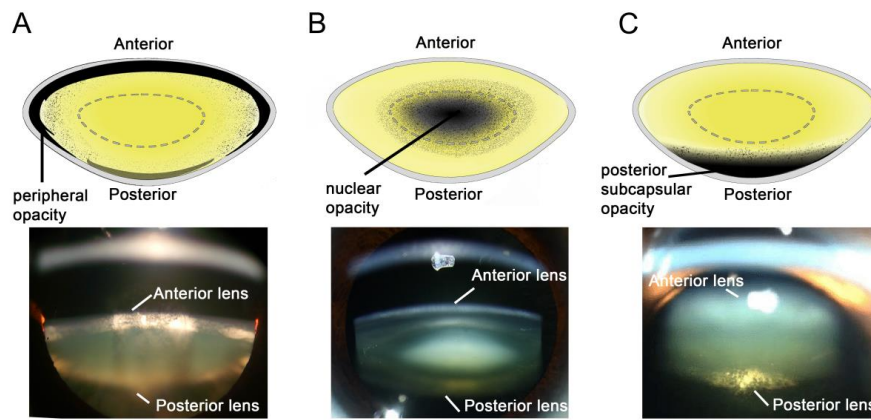 A
B
C
Anterior
Anterior
Anterior
peripheral
opacity
Posterior
nuclear
opacity
Posterior
posterior
subcapsular
opacity
Posterior
Anterior lens
Posterior lens
Anterior lens
Posterior lens
Anterior lens
Posterior lens